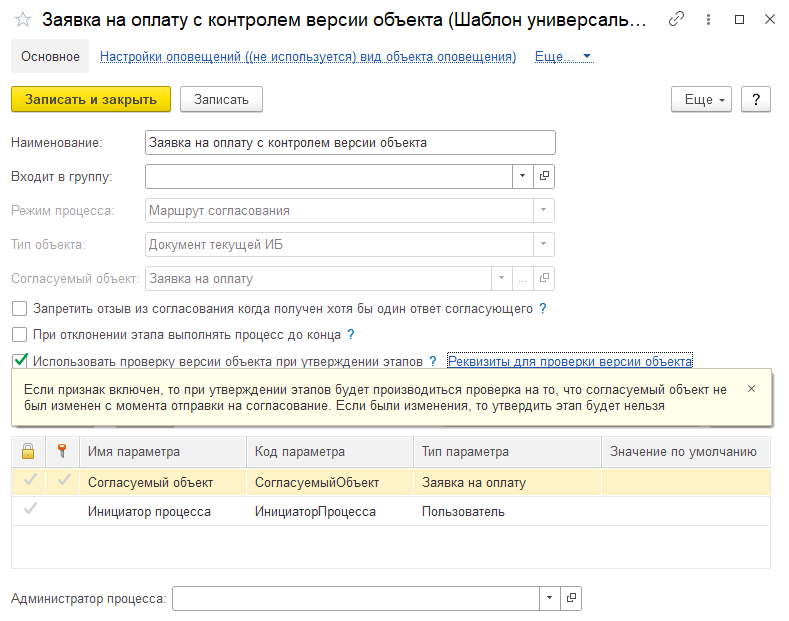 Заявка на оплату с контролем версии объекта (Шаблон универсаль...
Основное Настройки оповещений ((не используется) вид объекта оповещения) Еще...
Записать и закрыть Записать Еще ?
Наименование: Заявка на оплату с контролем версии объекта
Входит в группу:
Режим процесса: Маршрут согласования
Тип объекта: Документ текущей ИБ
Согласуемый объект: Заявка на оплату ...
Запретить отзыв из согласования когда получен хотя бы один ответ согласующего ?
При отклонении этапа выполнять процесс до конца ?
Использовать проверку версии объекта при утверждении этапов ? Реквизиты для проверки версии объекта
Если признак включен, то при утверждении этапов будет производиться проверка на то, что согласуемый объект не
был изменен с момента отправки на согласование. Если были изменения, то утвердить этап будет нельзя
Имя параметра Код параметра Тип параметра Значение по умолчанию
Согласуемый объект СогласуемыйОбъект Заявка на оплату
Инициатор процесса ИнициаторПроцесса Пользователь
Администратор процесса: